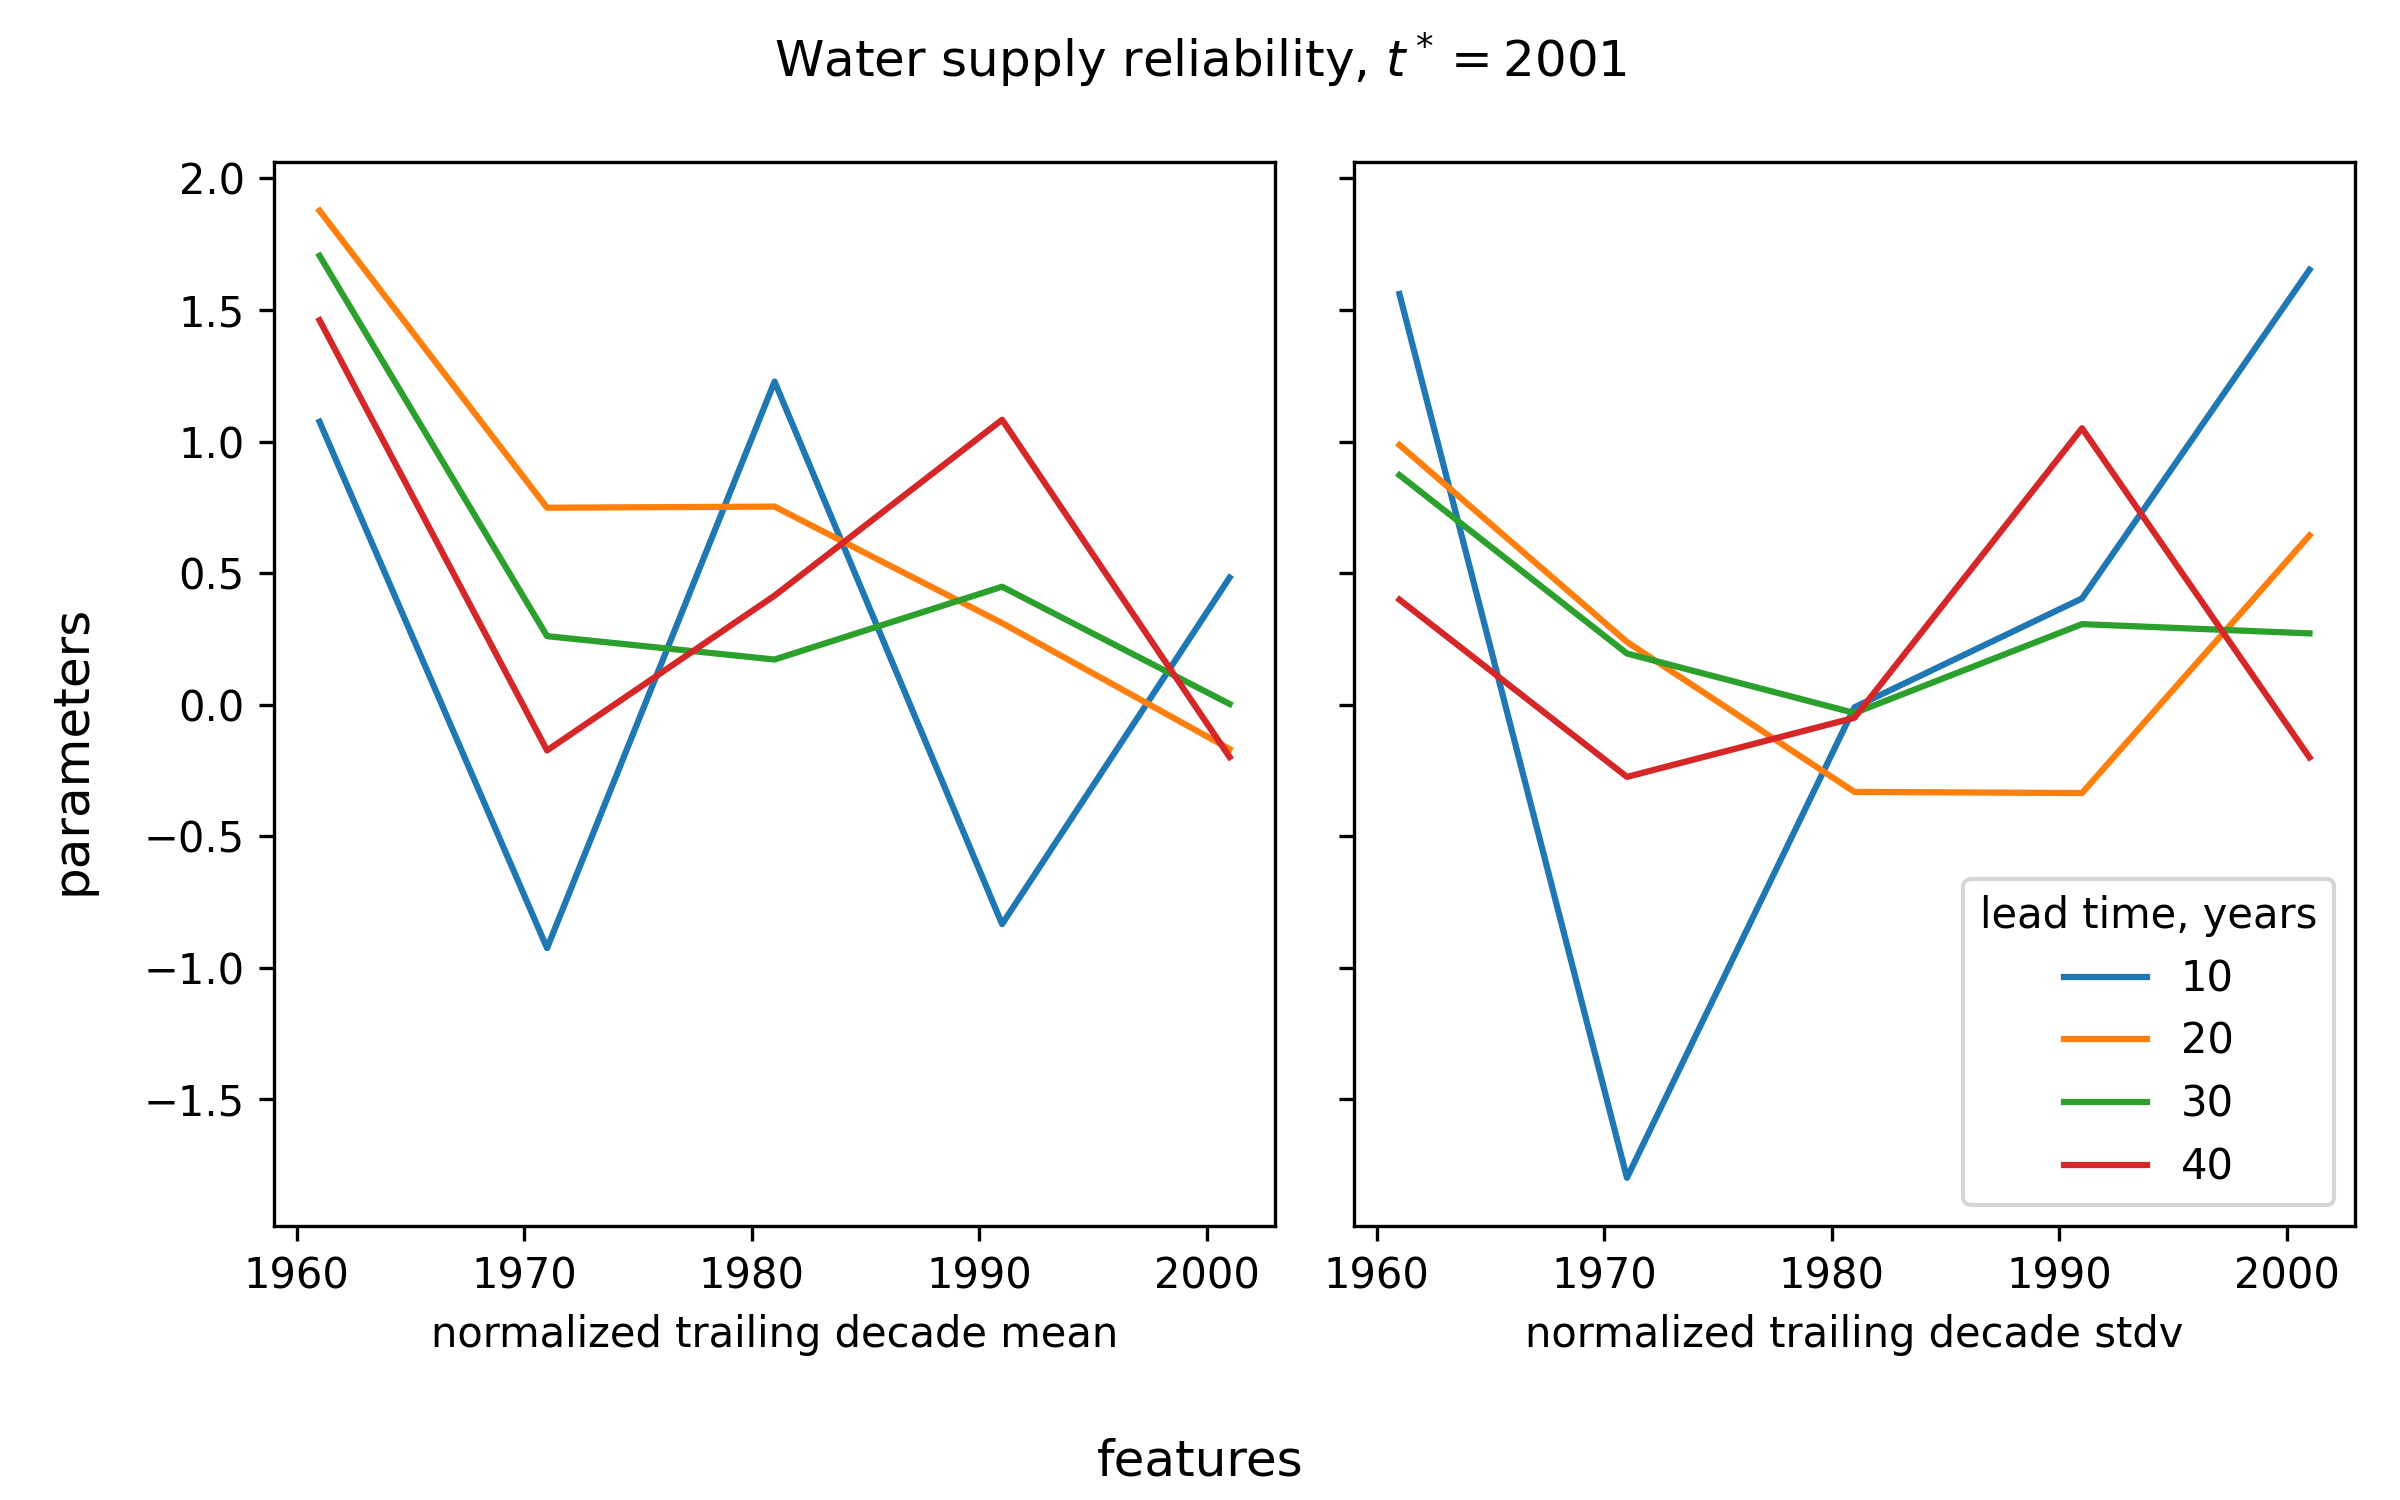 Water supply reliability, t* = 2001
parameters
2.0
1.5
1.0
0.5
0.0
−0.5
−1.0
−1.5
1960 1970 1980 1990 2000
normalized trailing decade mean
lead time, years
10
20
30
40
1960 1970 1980 1990 2000
normalized trailing decade stdv
features